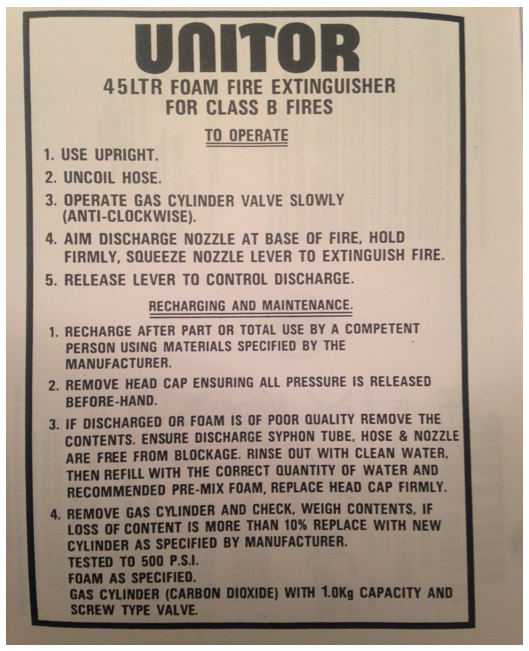 UNITOR
45LTR FOAM FIRE EXTINGUISHER
FOR CLASS B FIRES
TO OPERATE
1. USE UPRIGHT.
2. UNCOIL HOSE.
3. OPERATE GAS CYLINDER VALVE SLOWLY
(ANTI-CLOCKWISE).
4. AIM DISCHARGE NOZZLE AT BASE OF FIRE, HOLD
FIRMLY, SQUEEZE NOZZLE LEVER TO EXTINGUISH FIRE.
5. RELEASE LEVER TO CONTROL DISCHARGE.
RECHARGING AND MAINTENANCE.
1. RECHARGE AFTER PART OR TOTAL USE BY A COMPETENT
PERSON USING MATERIALS SPECIFIED BY THE
MANUFACTURER.
2. REMOVE HEAD CAP ENSURING ALL PRESSURE IS RELEASED
BEFORE-HAND.
3. IF DISCHARGED OR FOAM IS OF POOR QUALITY REMOVE THE
CONTENTS. ENSURE DISCHARGE SYPHON TUBE, HOSE & NOZZLE
ARE FREE FROM BLOCKAGE. RINSE OUT WITH CLEAN WATER,
THEN REFILL WITH THE CORRECT QUANTITY OF WATER AND
RECOMMENDED PRE-MIX FOAM, REPLACE HEAD CAP FIRMLY.
4. REMOVE GAS CYLINDER AND CHECK, WEIGH CONTENTS, IF
LOSS OF CONTENT IS MORE THAN 10% REPLACE WITH NEW
CYLINDER AS SPECIFIED BY MANUFACTURER.
TESTED TO 500 P.S.I.
FOAM AS SPECIFIED.
GAS CYLINDER (CARBON DIOXIDE) WITH 1.0Kg CAPACITY AND
SCREW TYPE VALVE.